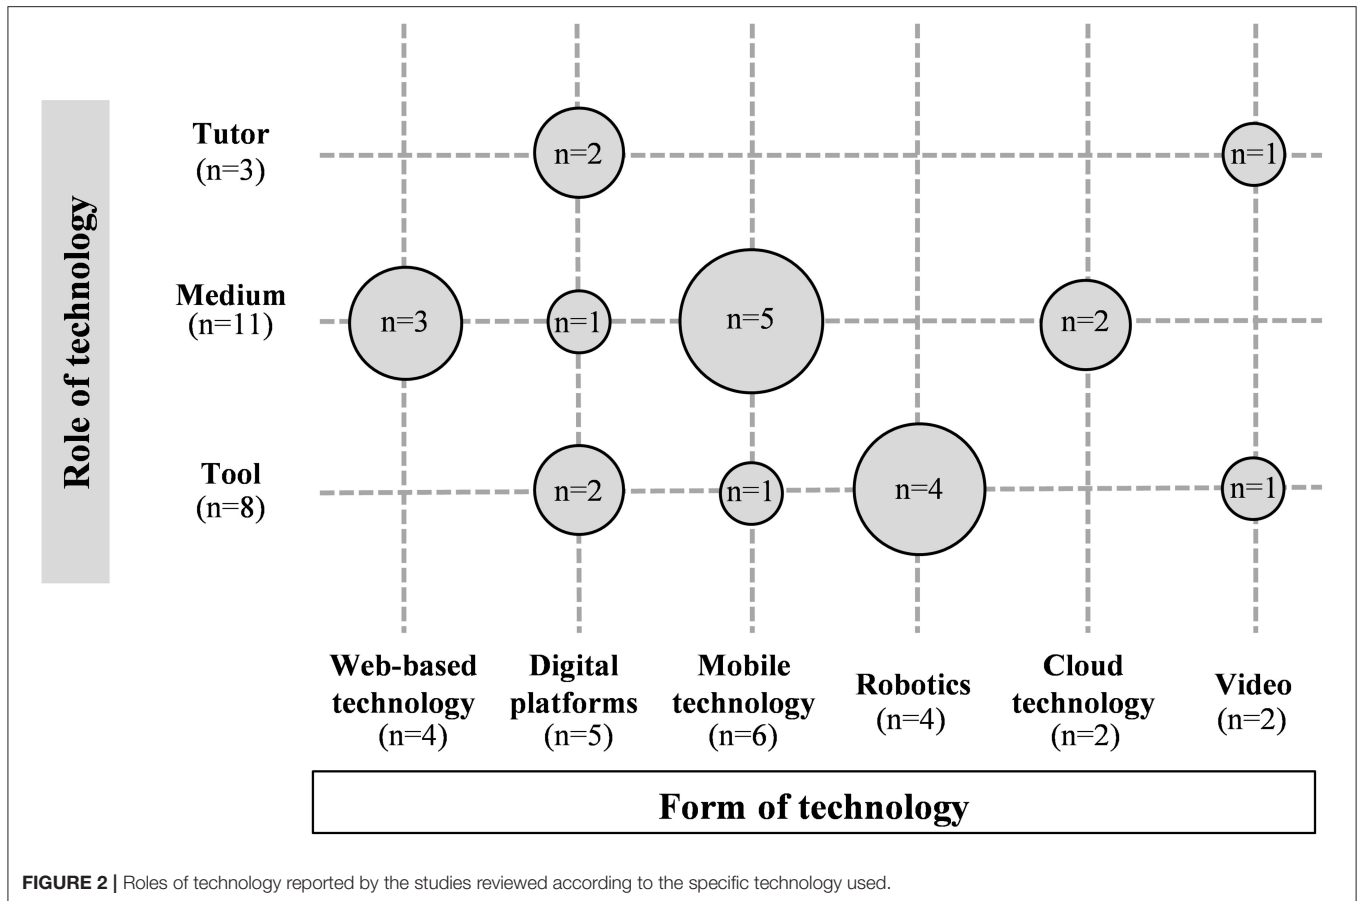 Role of technology
Tutor
(n=3)
n=2
n=1
Medium
(n=11)
n=3
n=1
n=5
n=2
Tool
(n=8)
n=2
n=1
n=4
n=1
Web-based
technology
(n=4)
Digital
platforms
(n=5)
Mobile
technology
(n=6)
Robotics
(n=4)
Cloud
technology
(n=2)
Video
(n=2)
Form of technology
FIGURE 2 | Roles of technology reported by the studies reviewed according to the specific technology used.